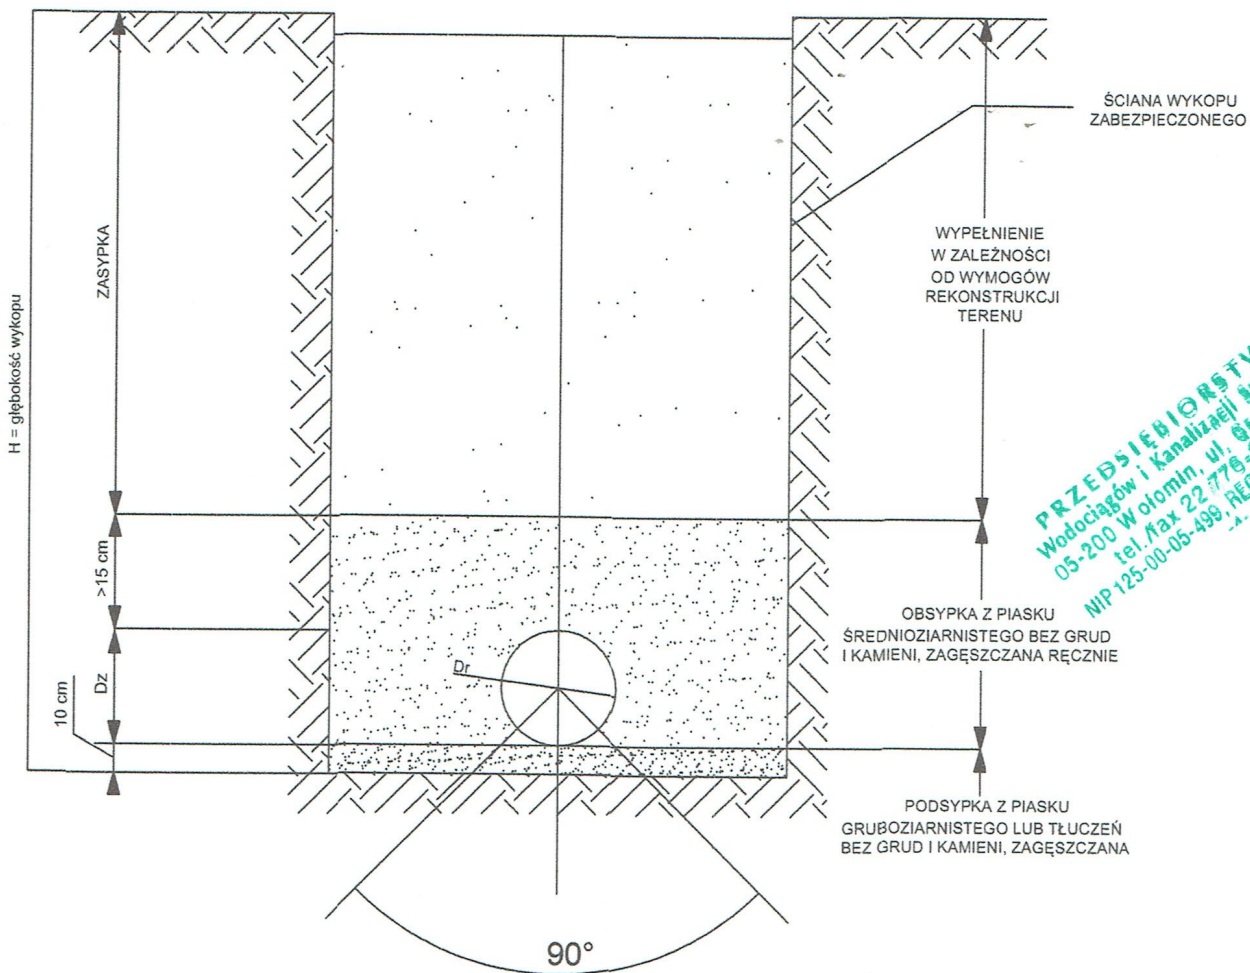 H = głębokość wykopu
ZASYPKA
>15 cm
Dz
10 cm
Dr
90°
ŚCIANA WYKOPU
ZABEZPIECZONEGO
WYPEŁNIENIE
W ZALEŻNOŚCI
OD WYMOGÓW
REKONSTRUKCJI
TERENU
OBSYPKA Z PIASKU
ŚREDNIOZIARNISTEGO BEZ GRUD
I KAMIENI, ZAGĘSZCZANA RĘCZNIE
PODSYPKA Z PIASKU
GRUBOZIARNISTEGO LUB TŁUCZEŃ
BEZ GRUD I KAMIENI, ZAGĘSZCZANA
Wodociągów i Kanalizacji
05-200 Wołomin, ul.
tel./fax 22 776-
NIP 125-00-05-499,